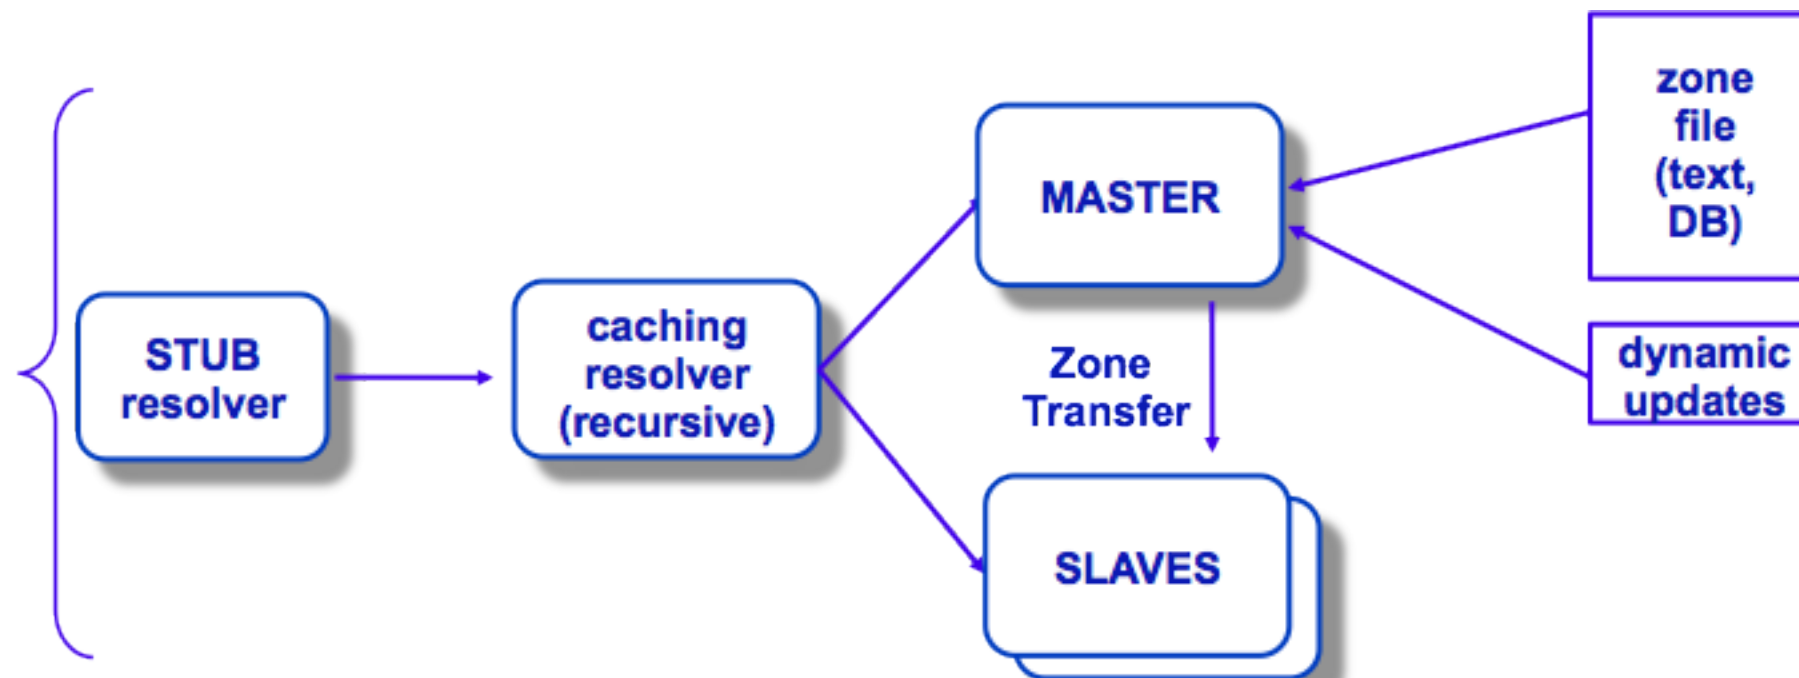 STUB
resolver
caching
resolver
(recursive)
MASTER
Zone
Transfer
SLAVES
zone
file
(text,
DB)
dynamic
updates